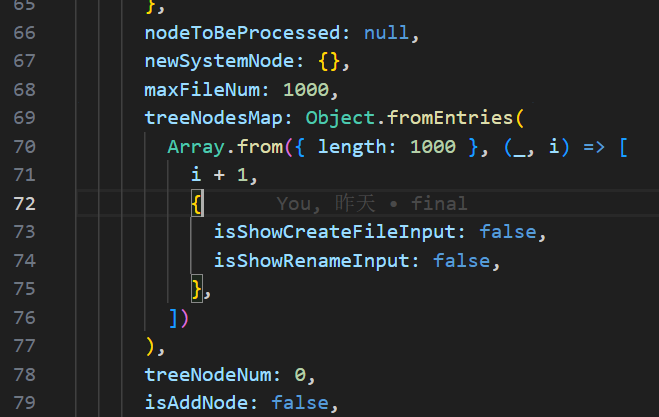 65 },
66 nodeToBeProcessed: null,
67 newSystemNode: {},
68 maxFileNum: 1000,
69 treeNodesMap: Object.fromEntries(
70 Array.from({ length: 1000 }, (_, i) => [
71 i + 1,
72 { You, 昨天 • final
73 isShowCreateFileInput: false,
74 isShowRenameInput: false,
75 },
76 ])
77 ),
78 treeNodeNum: 0,
79 isAddNode: false,